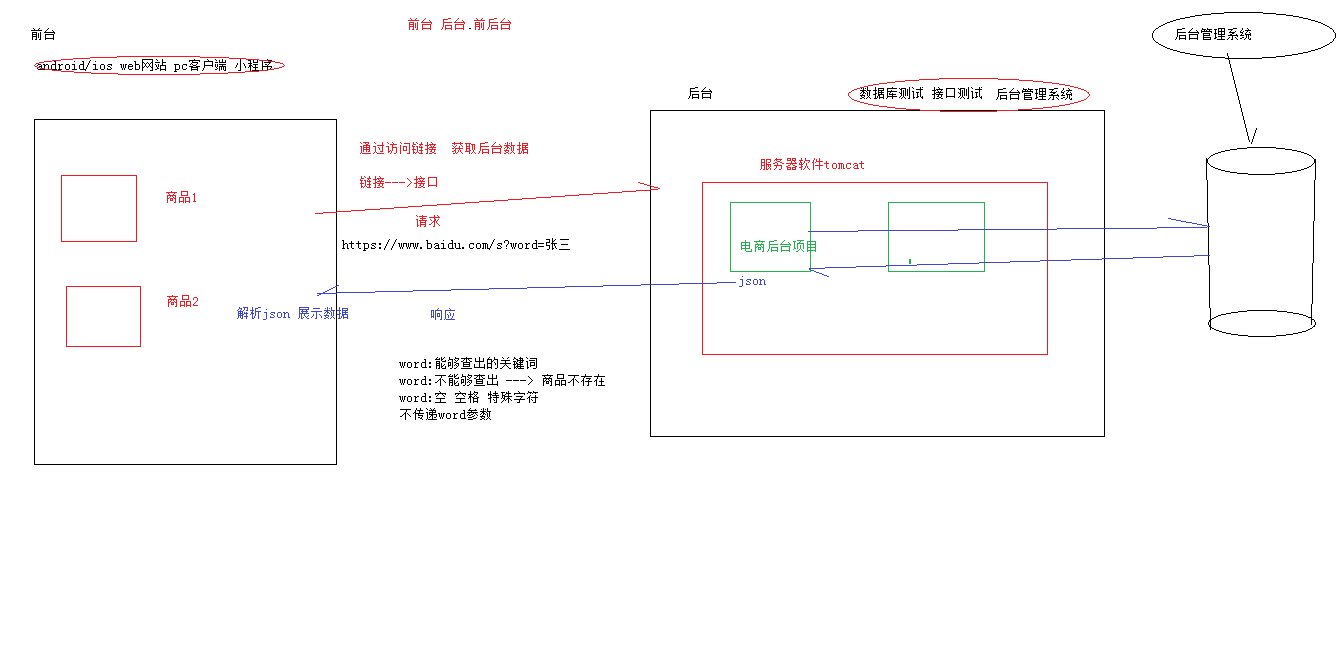 前台 后台.前后台
前台
android/ios web网站 pc客户端 小程序
后台管理系统
后台
数据库测试 接口测试 后台管理系统
通过访问链接 获取后台数据
链接--->接口
请求
https://www.baidu.com/s?word=张三
商品1
商品2
解析json 展示数据
响应
服务器软件tomcat
电商后台项目
json
word:能够查出的关键词
word:不能够查出 ---> 商品不存在
word:空 空格 特殊字符
不传递word参数